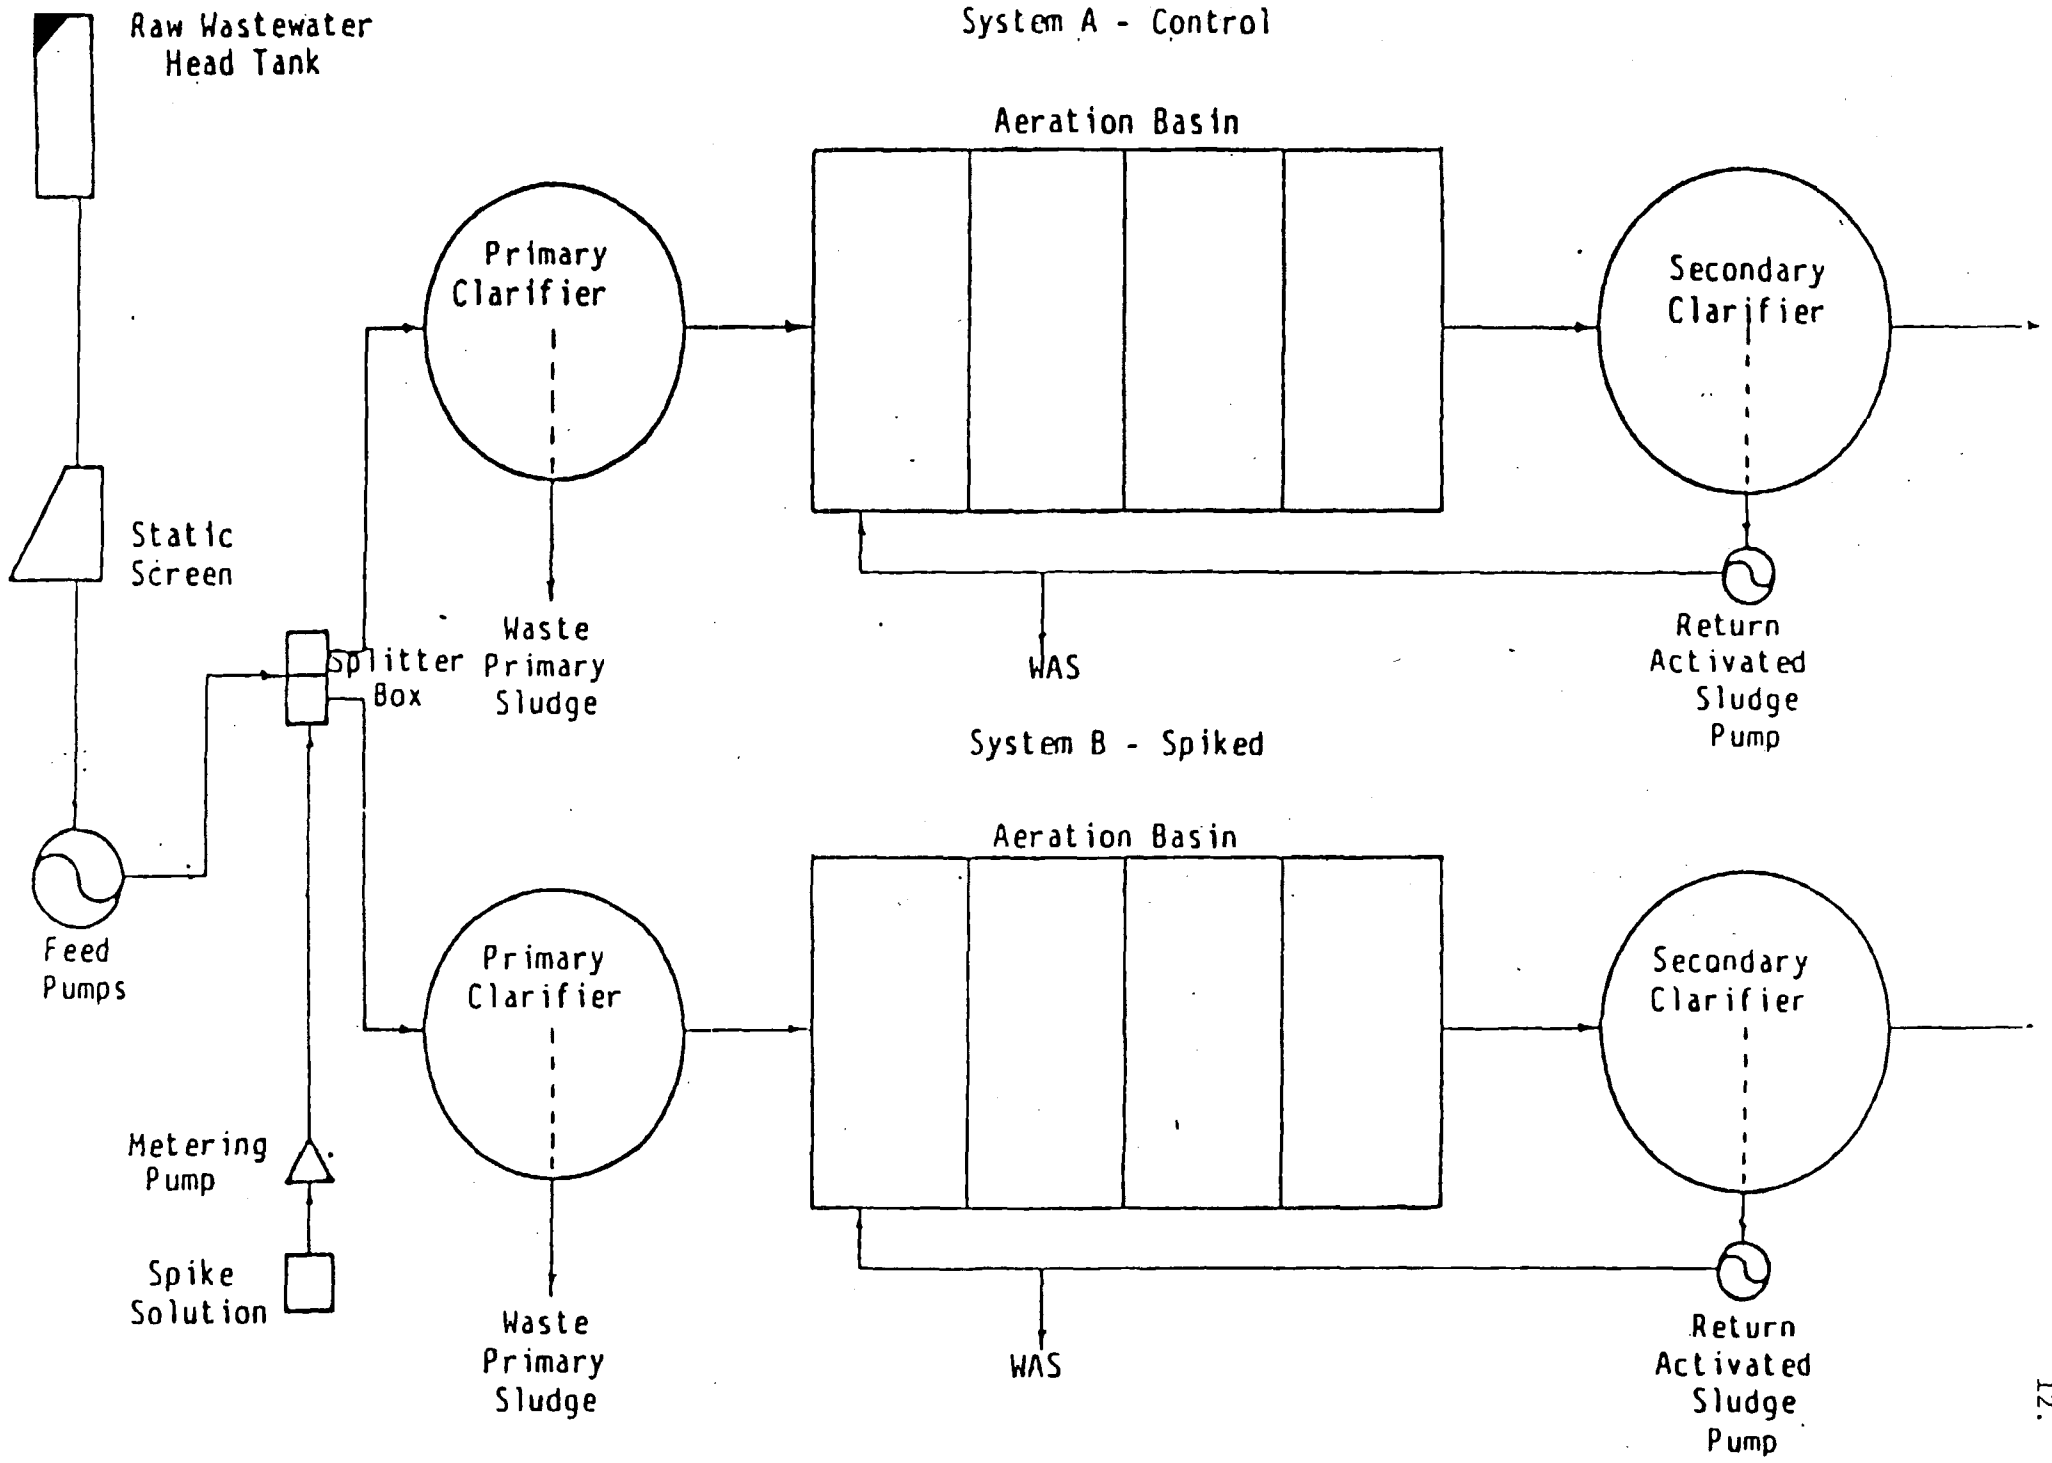 System A - Control
Raw Wastewater
Head Tank
Aeration Basin
Primary
Clarifier
Secondary
Clarifier
Static
Screen
Splitter
Box
Waste
Primary
Sludge
WAS
Return
Activated
Sludge
Pump
System B - Spiked
Aeration Basin
Feed
Pumps
Primary
Clarifier
Secondary
Clarifier
Metering
Pump
Spike
Solution
Waste
Primary
Sludge
WAS
Return
Activated
Sludge
Pump
12.